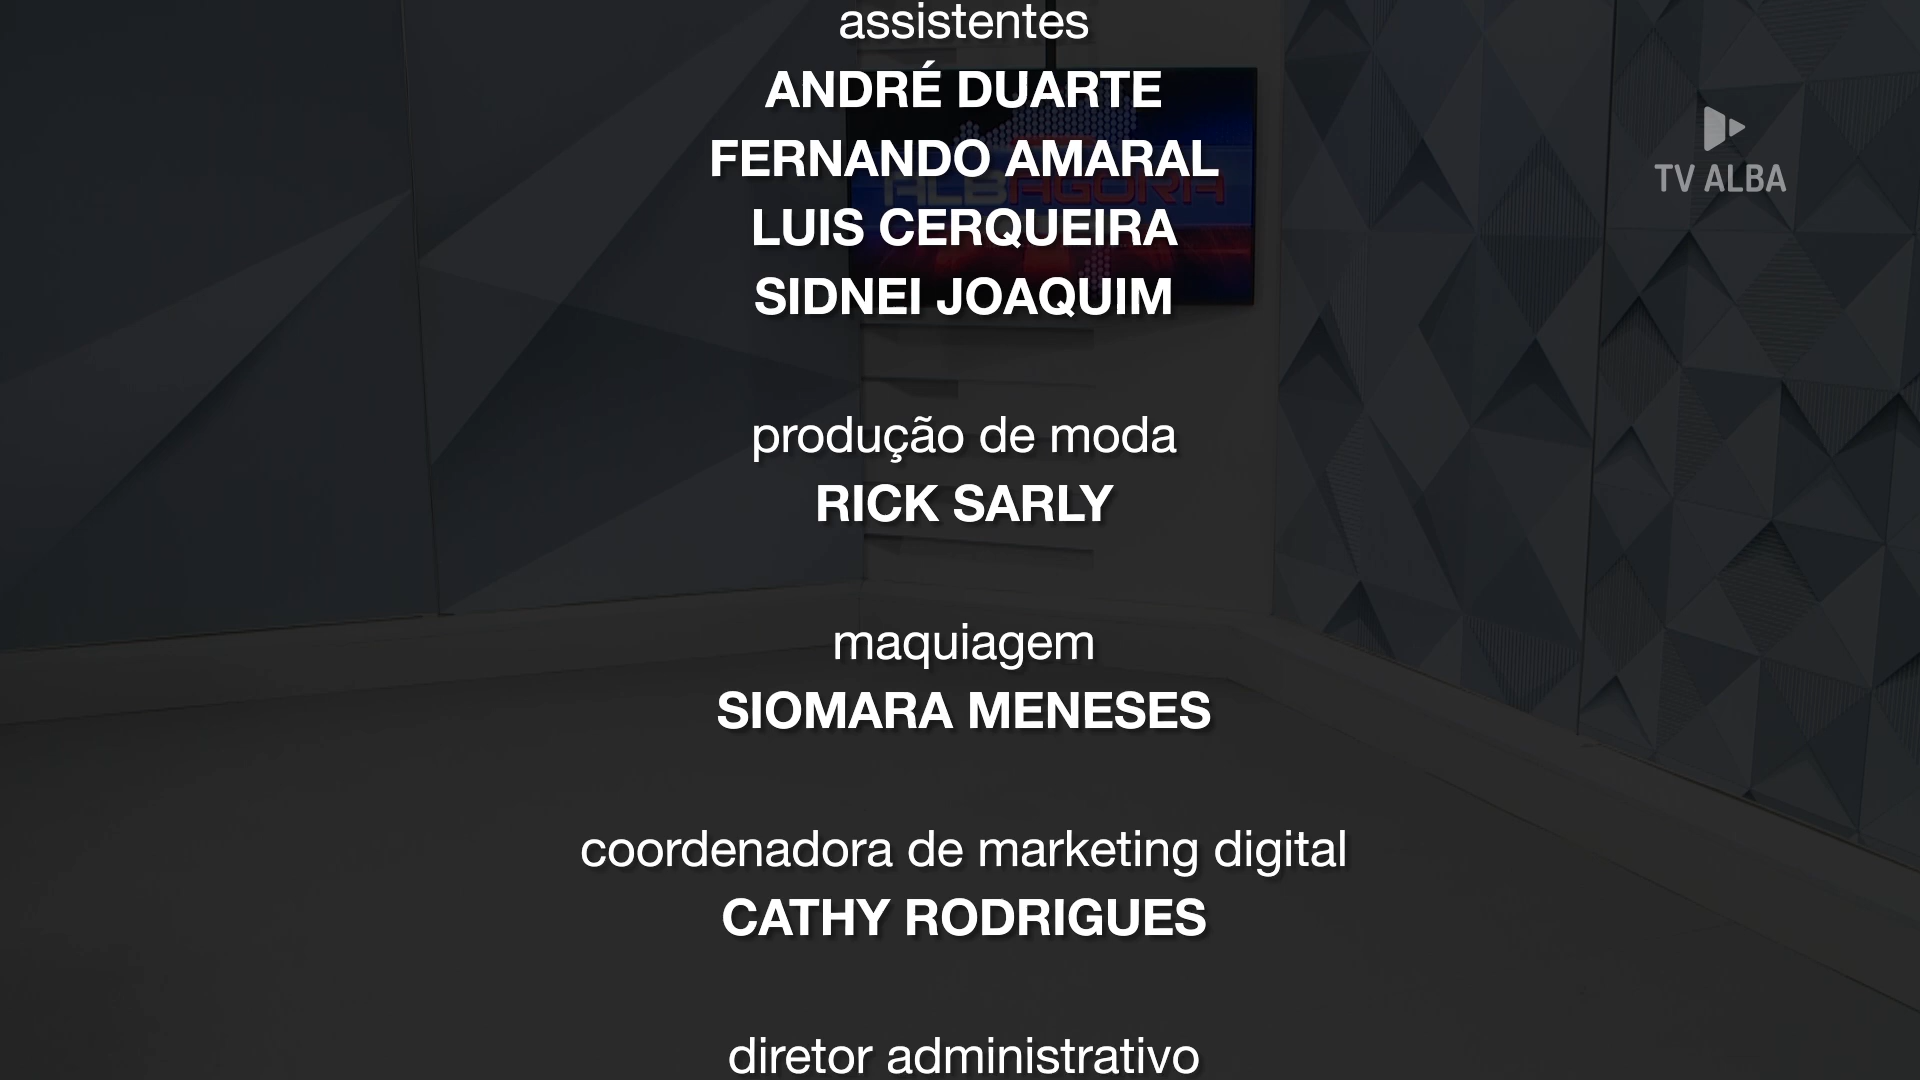 assistentes
ANDRÉ DUARTE
FERNANDO AMARAL
LUIS CERQUEIRA
SIDNEI JOAQUIM
produção de moda
RICK SARLY
maquiagem
SIOMARA MENESES
coordenadora de marketing digital
CATHY RODRIGUES
diretor administrativo
TV ALBA
ALBAGORA